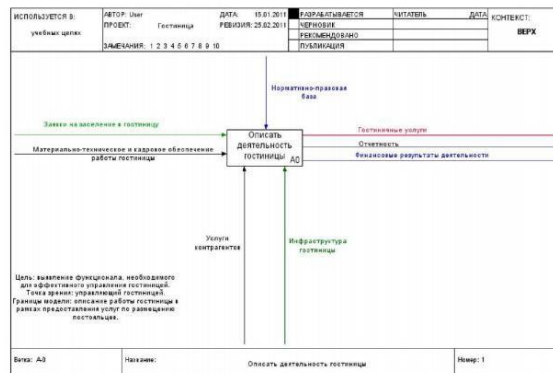 ИСПОЛЬЗУЕТСЯ В:
учебных целях
АВТОР: User
ДАТА: 15.01.2011
ПРОЕКТ: Гостиница
РЕВИЗИЯ: 25.02.2011
ЗАМЕЧАНИЯ: 1 2 3 4 5 6 7 8 9 10
РАЗРАБАТЫВАЕТСЯ
ЧЕРНОВИК
РЕКОМЕНДОВАНО
ПУБЛИКАЦИЯ
ЧИТАТЕЛЬ
ДАТА
КОНТЕКСТ:
ВЕРХ
Нормативно-правовая
база
Заявки на заселение в гостиницу
Материально-техническое и кадровое обеспечение
работы гостиницы
Описать
деятельность
гостиницы
A0
Гостиничные услуги
Отчетность
Финансовые результаты деятельности
Услуги
контрагентов
Инфраструктура
гостиницы
Цель: выявление функционала, необходимого
для эффективного управления гостиницей.
Точка зрения: управляющий гостиницей.
Границы модели: описание работы гостиницы в
рамках предоставления услуг по размещению
постояльцев.
Ветка: A-0
Название:
Описать деятельность гостиницы
Номер: 1